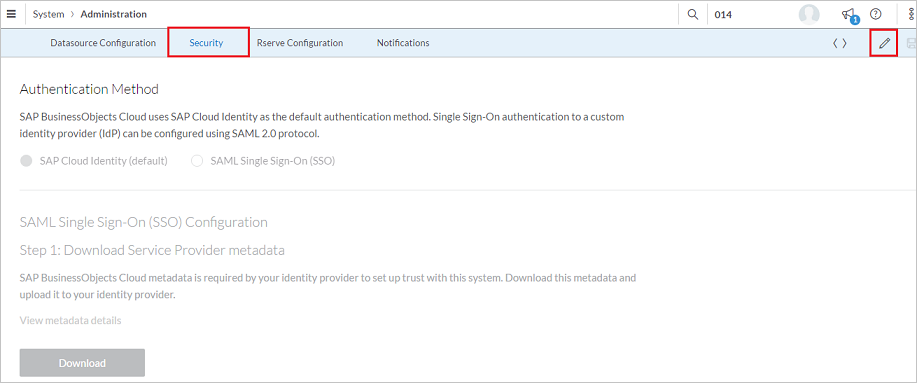 System > Administration
014
1
Datasource Configuration
Security
Rserve Configuration
Notifications
Authentication Method
SAP BusinessObjects Cloud uses SAP Cloud Identity as the default authentication method. Single Sign-On authentication to a custom
identity provider (IdP) can be configured using SAML 2.0 protocol.
SAP Cloud Identity (default)
SAML Single Sign-On (SSO)
SAML Single Sign-On (SSO) Configuration
Step 1: Download Service Provider metadata
SAP BusinessObjects Cloud metadata is required by your identity provider to set up trust with this system. Download this metadata and
upload it to your identity provider.
View metadata details
Download